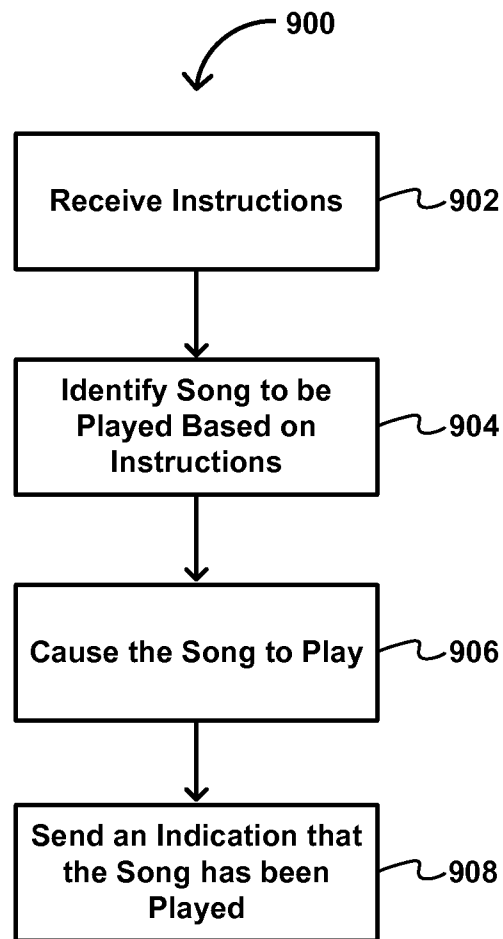 900
Receive Instructions
902
Identify Song to be
Played Based on
Instructions
904
Cause the Song to Play
906
Send an Indication that
the Song has been
Played
908